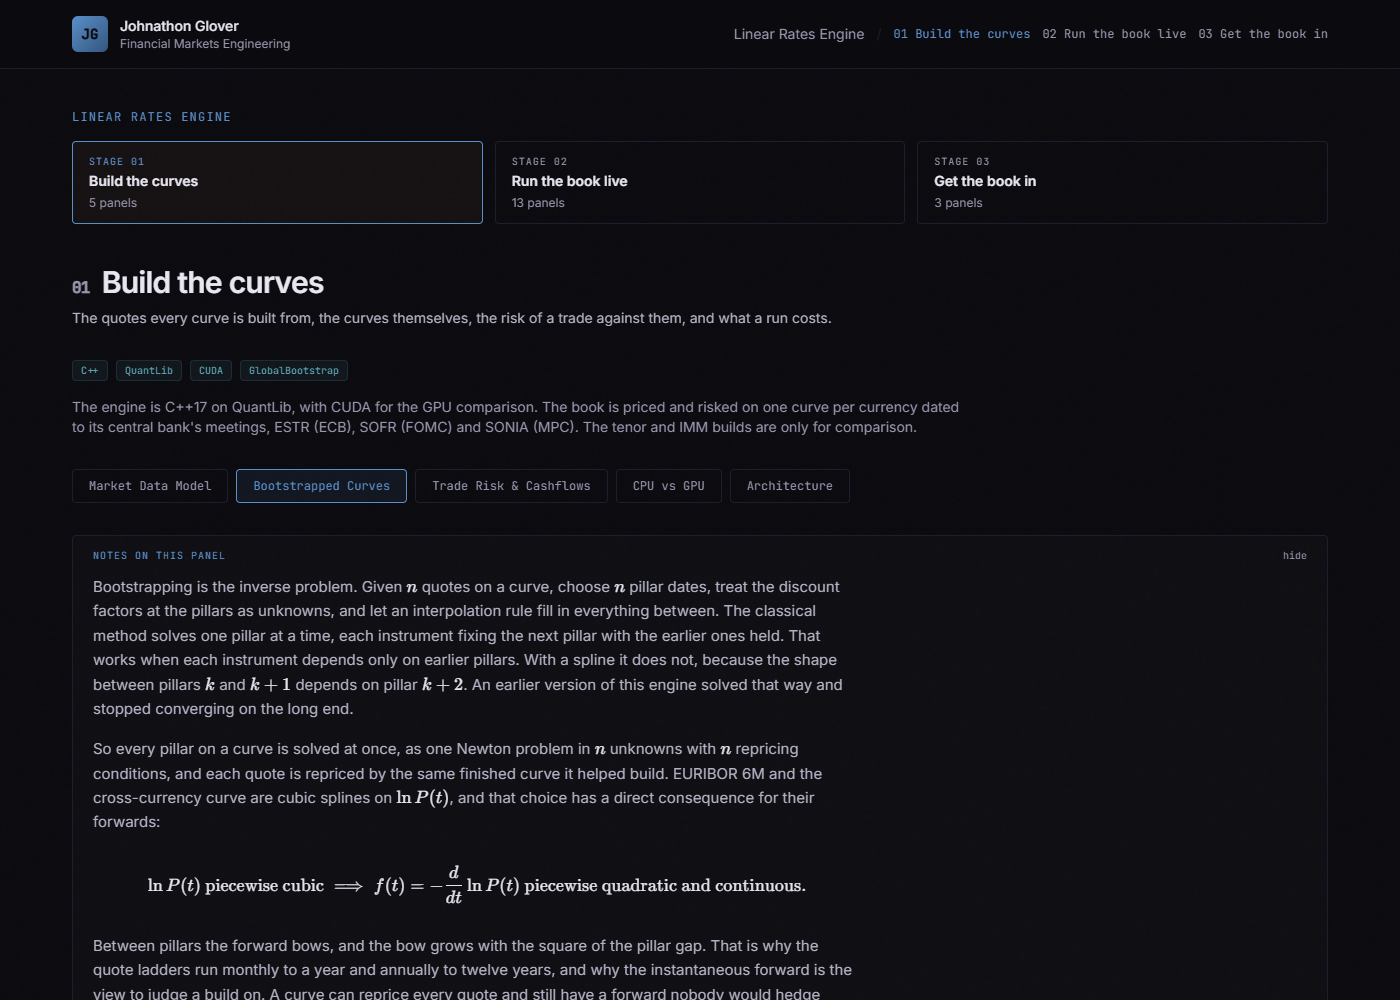 JG
Johnathon Glover
Financial Markets Engineering
Linear Rates Engine / 01 Build the curves 02 Run the book live 03 Get the book in
LINEAR RATES ENGINE
STAGE 01
Build the curves
5 panels
STAGE 02
Run the book live
13 panels
STAGE 03
Get the book in
3 panels
01 Build the curves
The quotes every curve is built from, the curves themselves, the risk of a trade against them, and what a run costs.
C++ QuantLib CUDA GlobalBootstrap
The engine is C++17 on QuantLib, with CUDA for the GPU comparison. The book is priced and risked on one curve per currency dated
to its central bank's meetings, ESTR (ECB), SOFR (FOMC) and SONIA (MPC). The tenor and IMM builds are only for comparison.
Market Data Model Bootstrapped Curves Trade Risk & Cashflows CPU vs GPU Architecture
NOTES ON THIS PANEL hide
Bootstrapping is the inverse problem. Given n quotes on a curve, choose n pillar dates, treat the discount
factors at the pillars as unknowns, and let an interpolation rule fill in everything between. The classical
method solves one pillar at a time, each instrument fixing the next pillar with the earlier ones held. That
works when each instrument depends only on earlier pillars. With a spline it does not, because the shape
between pillars k and k + 1 depends on pillar k + 2. An earlier version of this engine solved that way and
stopped converging on the long end.
So every pillar on a curve is solved at once, as one Newton problem in n unknowns with n repricing
conditions, and each quote is repriced by the same finished curve it helped build. EURIBOR 6M and the
cross-currency curve are cubic splines on ln P(t), and that choice has a direct consequence for their
forwards:
ln P(t) piecewise cubic ⟹ f(t) = −d/dt ln P(t) piecewise quadratic and continuous.
Between pillars the forward bows, and the bow grows with the square of the pillar gap. That is why the
quote ladders run monthly to a year and annually to twelve years, and why the instantaneous forward is the
view to judge a build on. A curve can reprice every quote and still have a forward nobody would hedge